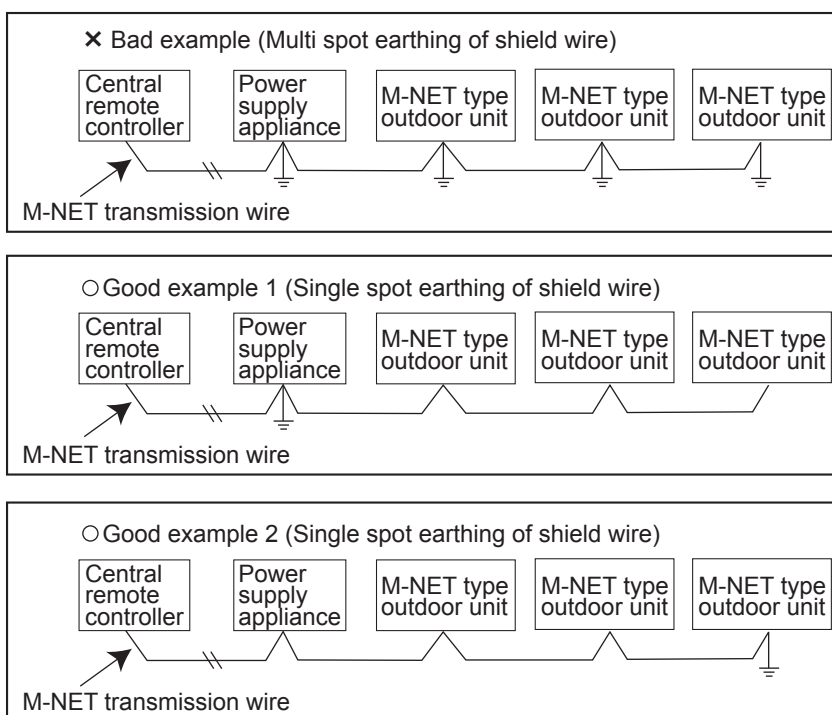 ✕ Bad example (Multi spot earthing of shield wire)
Central
remote
controller
Power
supply
appliance
M-NET type
outdoor unit
M-NET type
outdoor unit
M-NET type
outdoor unit
M-NET transmission wire
○Good example 1 (Single spot earthing of shield wire)
Central
remote
controller
Power
supply
appliance
M-NET type
outdoor unit
M-NET type
outdoor unit
M-NET type
outdoor unit
M-NET transmission wire
○Good example 2 (Single spot earthing of shield wire)
Central
remote
controller
Power
supply
appliance
M-NET type
outdoor unit
M-NET type
outdoor unit
M-NET type
outdoor unit
M-NET transmission wire